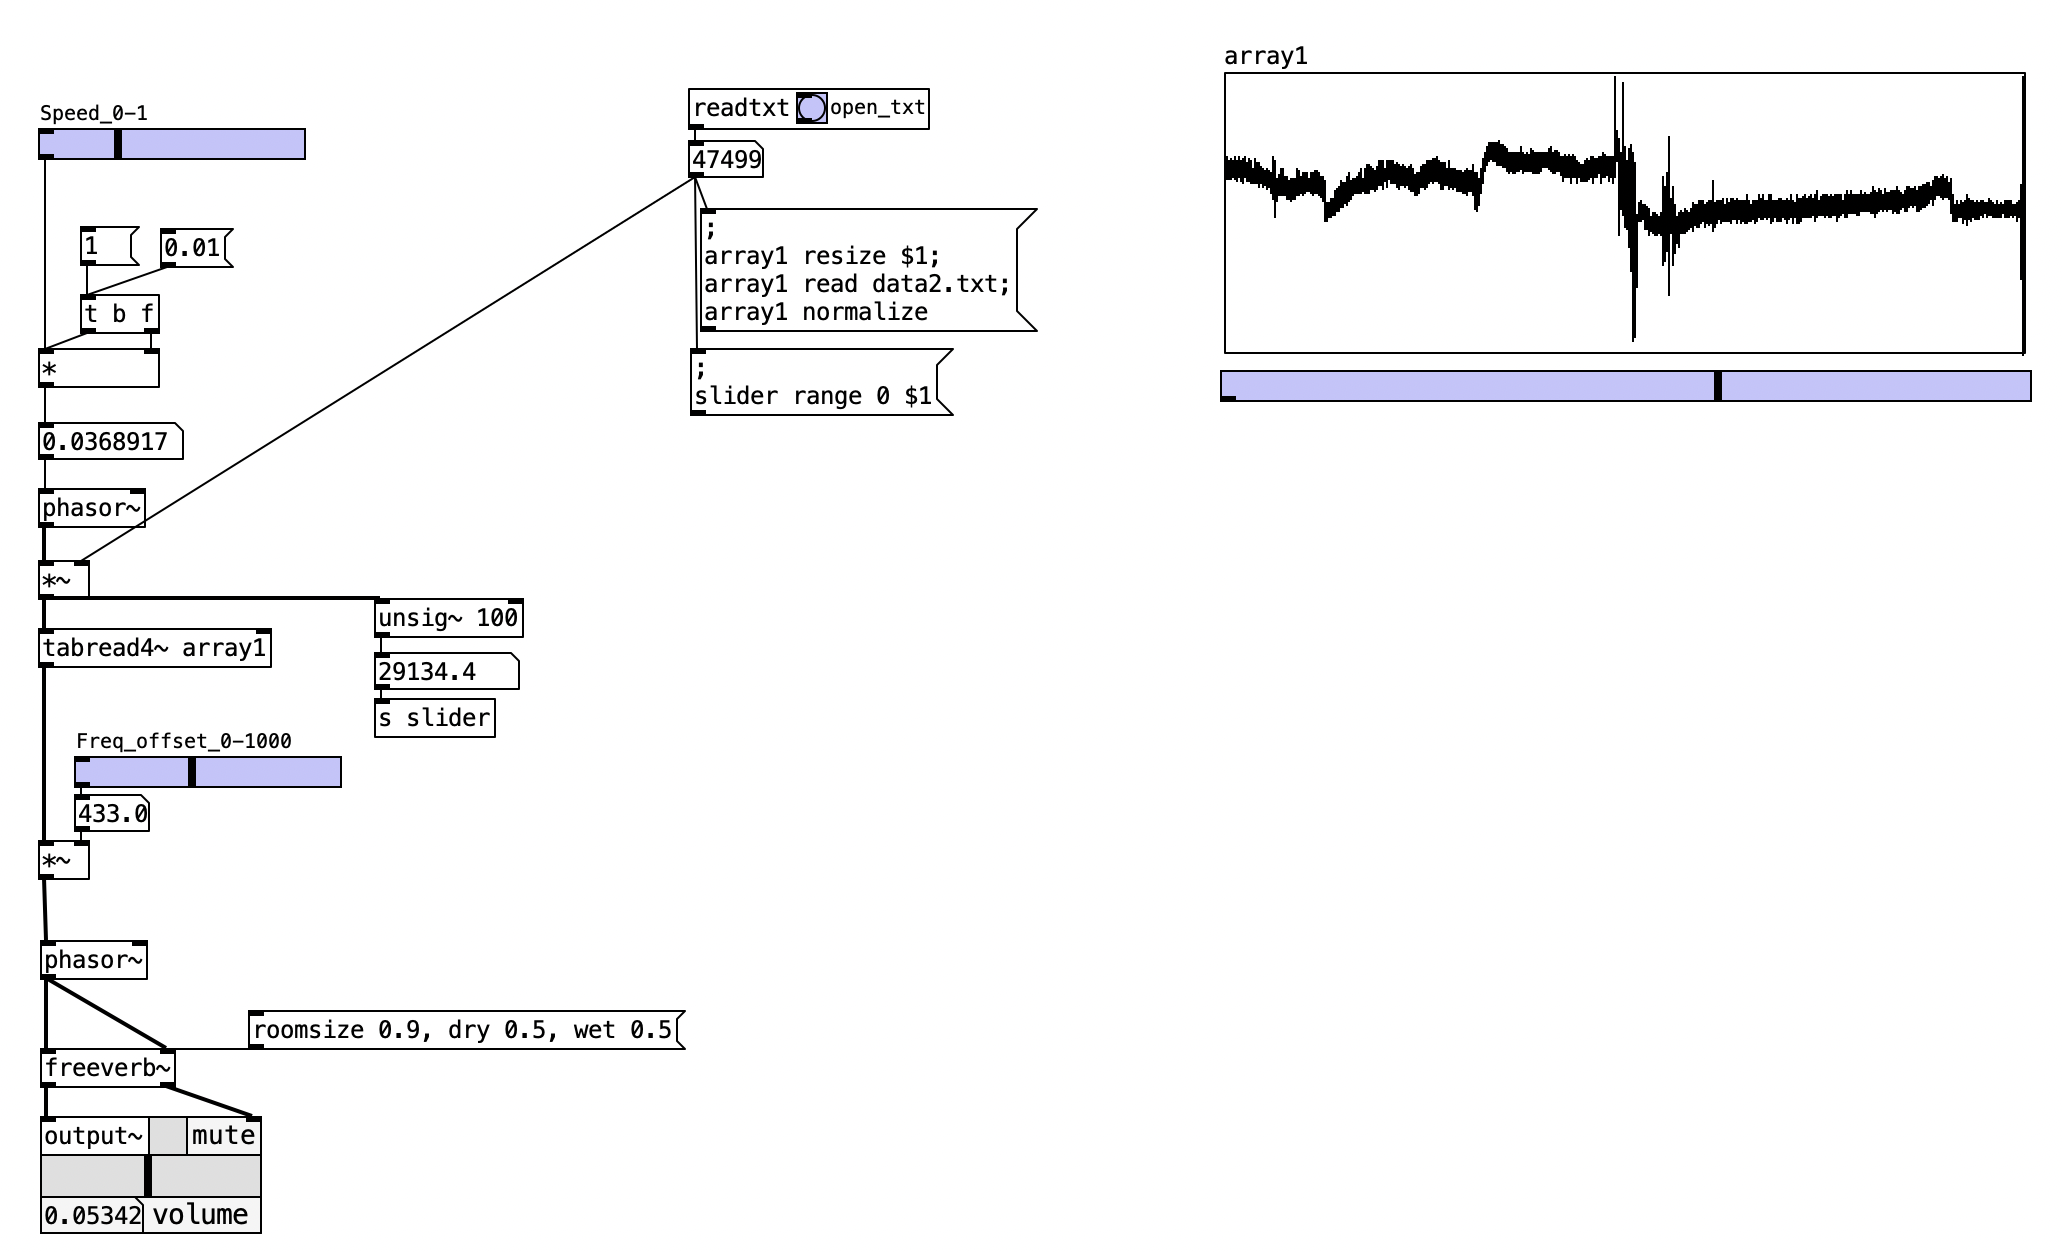 array1
Speed_0-1
readtxt open_txt
47499
1
0.01
;
array1 resize $1;
array1 read data2.txt;
array1 normalize
t b f
*
;
slider range 0 $1
0.0368917
phasor~
*~
unsig~ 100
tabread4~ array1
29134.4
s slider
Freq_offset_0-1000
433.0
*~
phasor~
roomsize 0.9, dry 0.5, wet 0.5
freeverb~
output~ mute
0.05342 volume